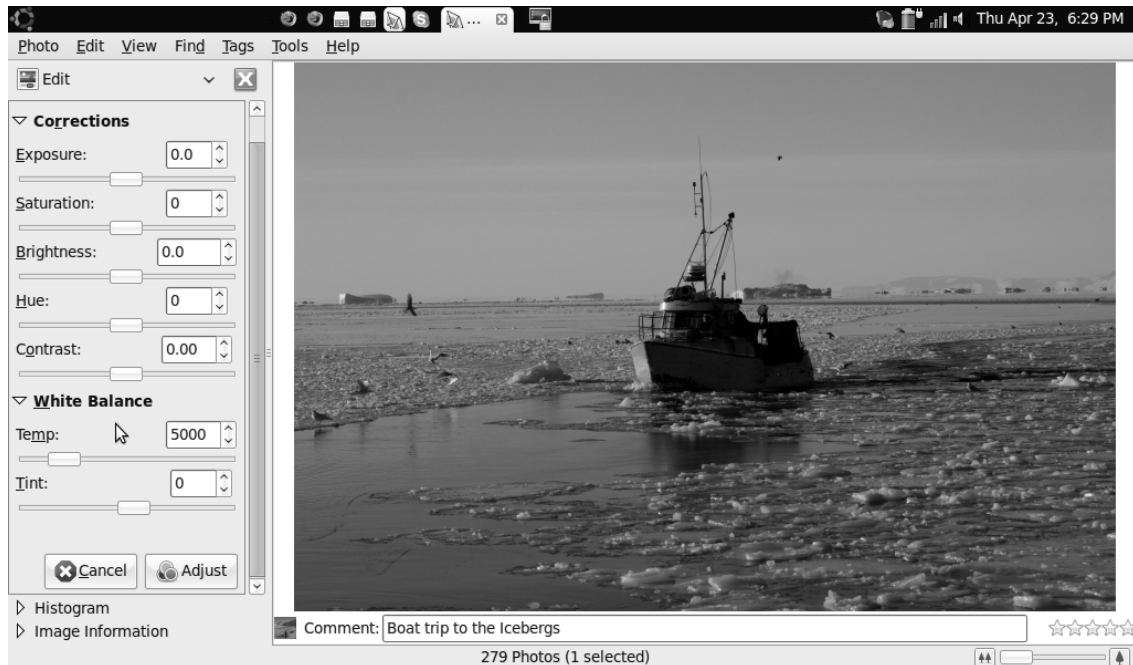 ... Thu Apr 23, 6:29 PM
Photo Edit View Find Tags Tools Help
Edit
Corrections
Exposure: 0.0
Saturation: 0
Brightness: 0.0
Hue: 0
Contrast: 0.00
White Balance
Temp: 5000
Tint: 0
Cancel Adjust
Histogram
Image Information
Comment: Boat trip to the Icebergs
279 Photos (1 selected)